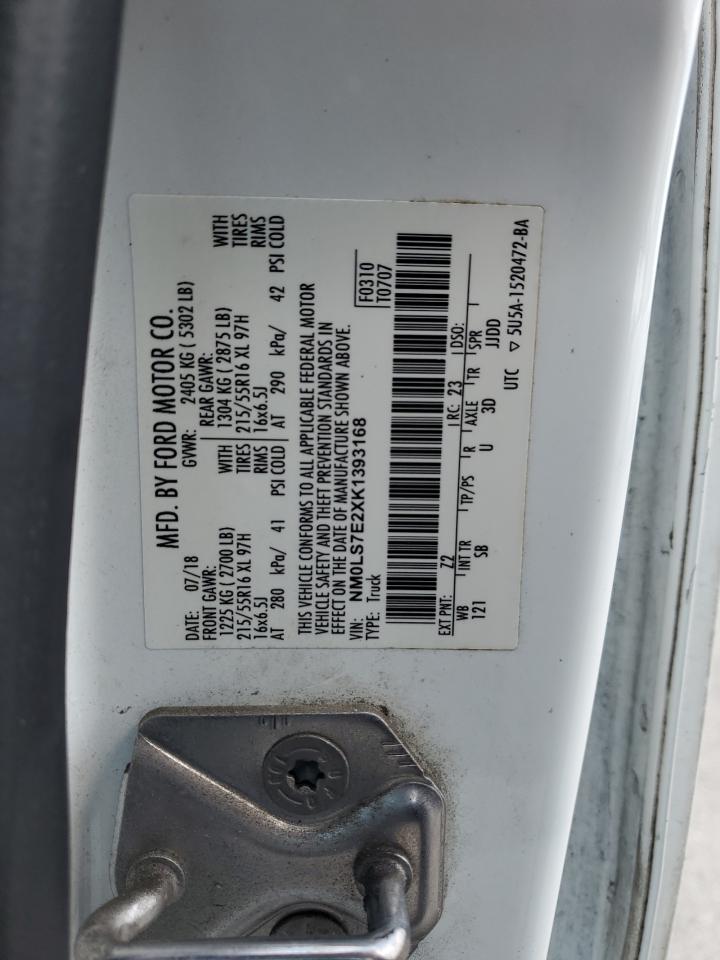 MFD. BY FORD MOTOR CO.
DATE: 07/18 GVWR: 2405 KG ( 5302 LB)
FRONT GAWR: REAR GAWR:
1225 KG ( 2700 LB) WITH 1304 KG ( 2875 LB) WITH
215/55R16 XL 97H TIRES 215/55R16 XL 97H TIRES
16x6.5J RIMS 16x6.5J RIMS
AT 280 kPa/ 41 PSI COLD AT 290 kPa/ 42 PSI COLD
THIS VEHICLE CONFORMS TO ALL APPLICABLE FEDERAL MOTOR
VEHICLE SAFETY AND THEFT PREVENTION STANDARDS IN
EFFECT ON THE DATE OF MANUFACTURE SHOWN ABOVE.
VIN: NM0LS7E2XK1393168 F0310
TYPE: Truck T0707
EXT PNT: Z2 RC: 23 DSO:
WB INT TR TP/PS R AXLE TR SPR
121 SB U 3D JJDD
UTC ▽ 5U5A-1520472-BA